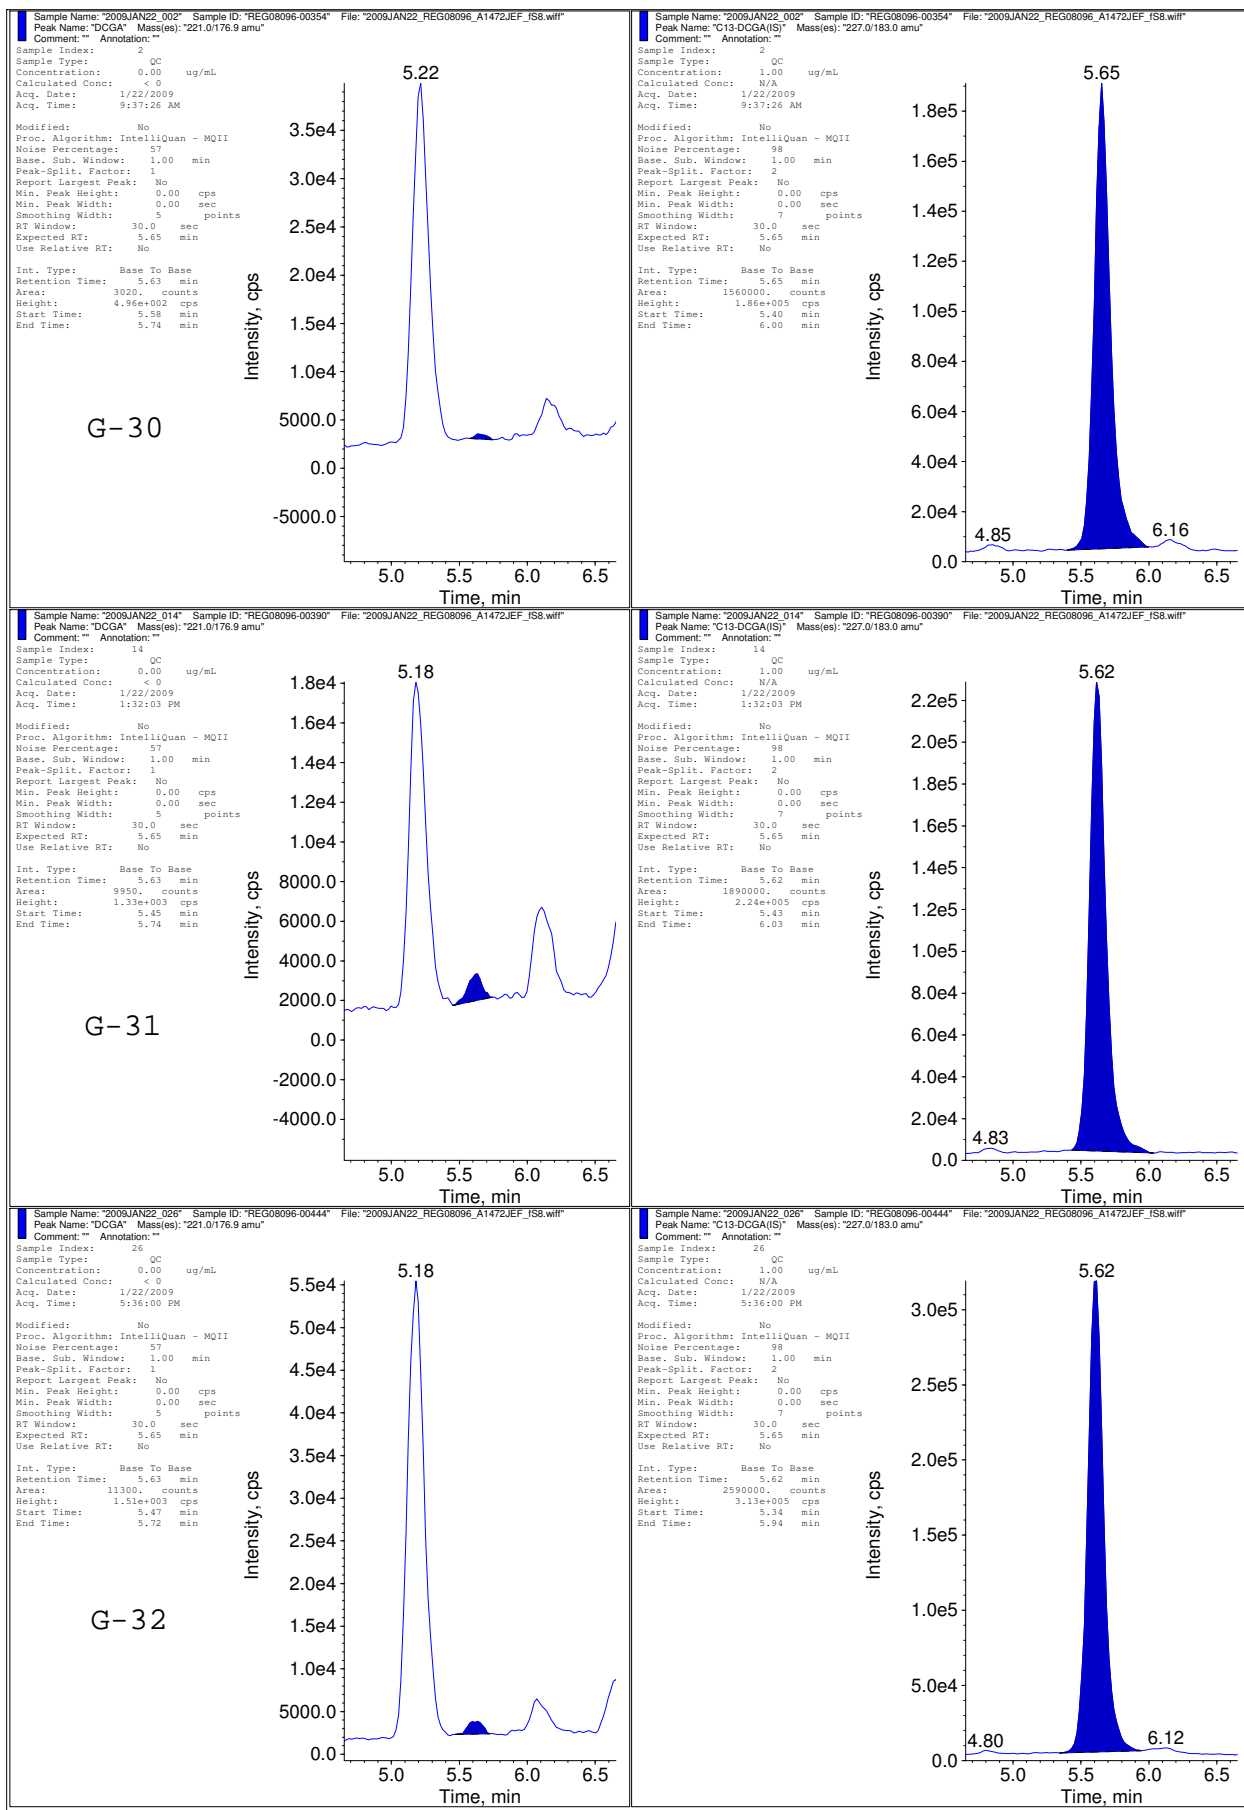 Sample Name: "2009JAN22_002" Sample ID: "REG08096-00354" File: "2009JAN22_REG08096_A1472JEF_fS8.wiff"
Peak Name: "DCGA" Mass(es): "221.0/176.9 amu"
Comment: "" Annotation: ""
Sample Index: 2
Sample Type: QC
Concentration: 0.00 ug/mL
Calculated Conc: < 0
Acq. Date: 1/22/2009
Acq. Time: 9:37:26 AM
Modified: No
Proc. Algorithm: IntelliQuan - MQII
Noise Percentage: 57
Base. Sub. Window: 1.00 min
Peak-Split. Factor: 1
Report Largest Peak: No
Min. Peak Height: 0.00 cps
Min. Peak Width: 0.00 sec
Smoothing Width: 5 points
RT Window: 30.0 sec
Expected RT: 5.65 min
Use Relative RT: No
Int. Type: Base To Base
Retention Time: 5.63 min
Area: 3020. counts
Height: 4.96e+002 cps
Start Time: 5.58 min
End Time: 5.74 min
G-30
5.22
3.5e4
3.0e4
2.5e4
2.0e4
1.5e4
1.0e4
5000.0
0.0
-5000.0
Intensity, cps
5.0 5.5 6.0 6.5
Time, min
Sample Name: "2009JAN22_002" Sample ID: "REG08096-00354" File: "2009JAN22_REG08096_A1472JEF_fS8.wiff"
Peak Name: "C13-DCGA(IS)" Mass(es): "227.0/183.0 amu"
Comment: "" Annotation: ""
Sample Index: 2
Sample Type: QC
Concentration: 1.00 ug/mL
Calculated Conc: N/A
Acq. Date: 1/22/2009
Acq. Time: 9:37:26 AM
Modified: No
Proc. Algorithm: IntelliQuan - MQII
Noise Percentage: 98
Base. Sub. Window: 1.00 min
Peak-Split. Factor: 2
Report Largest Peak: No
Min. Peak Height: 0.00 cps
Min. Peak Width: 0.00 sec
Smoothing Width: 7 points
RT Window: 30.0 sec
Expected RT: 5.65 min
Use Relative RT: No
Int. Type: Base To Base
Retention Time: 5.65 min
Area: 1560000. counts
Height: 1.86e+005 cps
Start Time: 5.40 min
End Time: 6.00 min
5.65
1.8e5
1.6e5
1.4e5
1.2e5
1.0e5
8.0e4
6.0e4
4.0e4
2.0e4
0.0
4.85
6.16
Intensity, cps
5.0 5.5 6.0 6.5
Time, min
Sample Name: "2009JAN22_014" Sample ID: "REG08096-00390" File: "2009JAN22_REG08096_A1472JEF_fS8.wiff"
Peak Name: "DCGA" Mass(es): "221.0/176.9 amu"
Comment: "" Annotation: ""
Sample Index: 14
Sample Type: QC
Concentration: 0.00 ug/mL
Calculated Conc: < 0
Acq. Date: 1/22/2009
Acq. Time: 1:32:03 PM
Modified: No
Proc. Algorithm: IntelliQuan - MQII
Noise Percentage: 57
Base. Sub. Window: 1.00 min
Peak-Split. Factor: 1
Report Largest Peak: No
Min. Peak Height: 0.00 cps
Min. Peak Width: 0.00 sec
Smoothing Width: 5 points
RT Window: 30.0 sec
Expected RT: 5.65 min
Use Relative RT: No
Int. Type: Base To Base
Retention Time: 5.63 min
Area: 9950. counts
Height: 1.33e+003 cps
Start Time: 5.45 min
End Time: 5.74 min
G-31
5.18
1.8e4
1.6e4
1.4e4
1.2e4
1.0e4
8000.0
6000.0
4000.0
2000.0
0.0
-2000.0
-4000.0
Intensity, cps
5.0 5.5 6.0 6.5
Time, min
Sample Name: "2009JAN22_014" Sample ID: "REG08096-00390" File: "2009JAN22_REG08096_A1472JEF_fS8.wiff"
Peak Name: "C13-DCGA(IS)" Mass(es): "227.0/183.0 amu"
Comment: "" Annotation: ""
Sample Index: 14
Sample Type: QC
Concentration: 1.00 ug/mL
Calculated Conc: N/A
Acq. Date: 1/22/2009
Acq. Time: 1:32:03 PM
Modified: No
Proc. Algorithm: IntelliQuan - MQII
Noise Percentage: 98
Base. Sub. Window: 1.00 min
Peak-Split. Factor: 2
Report Largest Peak: No
Min. Peak Height: 0.00 cps
Min. Peak Width: 0.00 sec
Smoothing Width: 7 points
RT Window: 30.0 sec
Expected RT: 5.65 min
Use Relative RT: No
Int. Type: Base To Base
Retention Time: 5.62 min
Area: 1890000. counts
Height: 2.24e+005 cps
Start Time: 5.43 min
End Time: 6.03 min
5.62
2.2e5
2.0e5
1.8e5
1.6e5
1.4e5
1.2e5
1.0e5
8.0e4
6.0e4
4.0e4
2.0e4
0.0
4.83
Intensity, cps
5.0 5.5 6.0 6.5
Time, min
Sample Name: "2009JAN22_026" Sample ID: "REG08096-00444" File: "2009JAN22_REG08096_A1472JEF_fS8.wiff"
Peak Name: "DCGA" Mass(es): "221.0/176.9 amu"
Comment: "" Annotation: ""
Sample Index: 26
Sample Type: QC
Concentration: 0.00 ug/mL
Calculated Conc: < 0
Acq. Date: 1/22/2009
Acq. Time: 5:36:00 PM
Modified: No
Proc. Algorithm: IntelliQuan - MQII
Noise Percentage: 57
Base. Sub. Window: 1.00 min
Peak-Split. Factor: 1
Report Largest Peak: No
Min. Peak Height: 0.00 cps
Min. Peak Width: 0.00 sec
Smoothing Width: 5 points
RT Window: 30.0 sec
Expected RT: 5.65 min
Use Relative RT: No
Int. Type: Base To Base
Retention Time: 5.63 min
Area: 11300. counts
Height: 1.51e+003 cps
Start Time: 5.47 min
End Time: 5.72 min
G-32
5.18
5.5e4
5.0e4
4.5e4
4.0e4
3.5e4
3.0e4
2.5e4
2.0e4
1.5e4
1.0e4
5000.0
0.0
Intensity, cps
5.0 5.5 6.0 6.5
Time, min
Sample Name: "2009JAN22_026" Sample ID: "REG08096-00444" File: "2009JAN22_REG08096_A1472JEF_fS8.wiff"
Peak Name: "C13-DCGA(IS)" Mass(es): "227.0/183.0 amu"
Comment: "" Annotation: ""
Sample Index: 26
Sample Type: QC
Concentration: 1.00 ug/mL
Calculated Conc: N/A
Acq. Date: 1/22/2009
Acq. Time: 5:36:00 PM
Modified: No
Proc. Algorithm: IntelliQuan - MQII
Noise Percentage: 98
Base. Sub. Window: 1.00 min
Peak-Split. Factor: 2
Report Largest Peak: No
Min. Peak Height: 0.00 cps
Min. Peak Width: 0.00 sec
Smoothing Width: 7 points
RT Window: 30.0 sec
Expected RT: 5.65 min
Use Relative RT: No
Int. Type: Base To Base
Retention Time: 5.62 min
Area: 2590000. counts
Height: 3.13e+005 cps
Start Time: 5.34 min
End Time: 5.94 min
5.62
3.0e5
2.5e5
2.0e5
1.5e5
1.0e5
5.0e4
0.0
4.80
6.12
Intensity, cps
5.0 5.5 6.0 6.5
Time, min